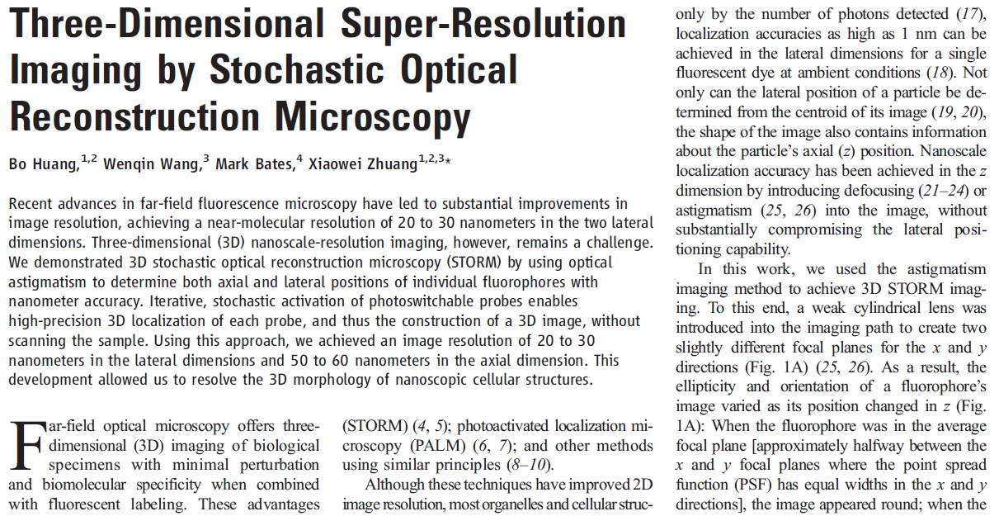 Three-Dimensional Super-Resolution
Imaging by Stochastic Optical
Reconstruction Microscopy
Bo Huang,1,2 Wenqin Wang,3 Mark Bates,4 Xiaowei Zhuang1,2,3*
Recent advances in far-field fluorescence microscopy have led to substantial improvements in
image resolution, achieving a near-molecular resolution of 20 to 30 nanometers in the two lateral
dimensions. Three-dimensional (3D) nanoscale-resolution imaging, however, remains a challenge.
We demonstrated 3D stochastic optical reconstruction microscopy (STORM) by using optical
astigmatism to determine both axial and lateral positions of individual fluorophores with
nanometer accuracy. Iterative, stochastic activation of photoswitchable probes enables
high-precision 3D localization of each probe, and thus the construction of a 3D image, without
scanning the sample. Using this approach, we achieved an image resolution of 20 to 30
nanometers in the lateral dimensions and 50 to 60 nanometers in the axial dimension. This
development allowed us to resolve the 3D morphology of nanoscopic cellular structures.
Far-field optical microscopy offers three-
dimensional (3D) imaging of biological
specimens with minimal perturbation
and biomolecular specificity when combined
with fluorescent labeling. These advantages
(STORM) (4, 5); photoactivated localization mi-
croscopy (PALM) (6, 7); and other methods
using similar principles (8–10).
Although these techniques have improved 2D
image resolution, most organelles and cellular struc-
only by the number of photons detected (17),
localization accuracies as high as 1 nm can be
achieved in the lateral dimensions for a single
fluorescent dye at ambient conditions (18). Not
only can the lateral position of a particle be de-
termined from the centroid of its image (19, 20),
the shape of the image also contains information
about the particle's axial (z) position. Nanoscale
localization accuracy has been achieved in the z
dimension by introducing defocusing (21–24) or
astigmatism (25, 26) into the image, without
substantially compromising the lateral posi-
tioning capability.
In this work, we used the astigmatism
imaging method to achieve 3D STORM imag-
ing. To this end, a weak cylindrical lens was
introduced into the imaging path to create two
slightly different focal planes for the x and y
directions (Fig. 1A) (25, 26). As a result, the
ellipticity and orientation of a fluorophore's
image varied as its position changed in z (Fig.
1A): When the fluorophore was in the average
focal plane [approximately halfway between the
x and y focal planes where the point spread
function (PSF) has equal widths in the x and y
directions], the image appeared round; when the